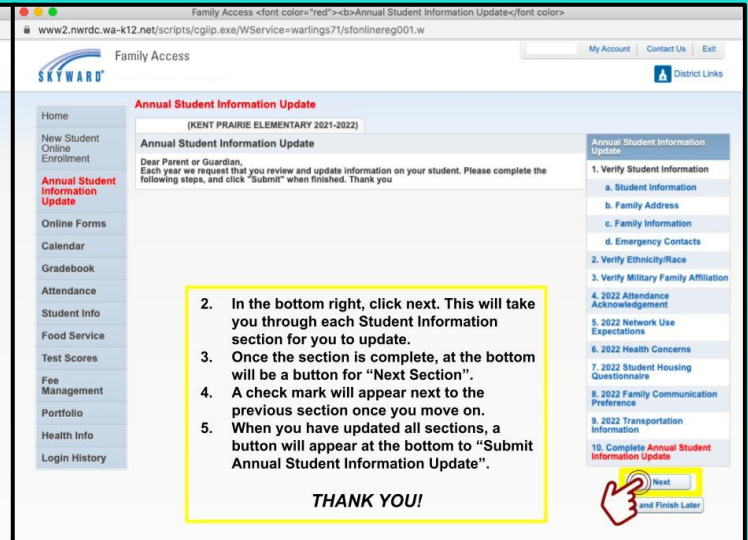 Family Access <font color="red"><b>Annual Student Information Update</font color>
www2.nwrdc.wa-k12.net/scripts/cgiip.exe/WService=warlings71/sfonlinereg001.w
SKYWARD®
Family Access
My Account
Contact Us
Exit
District Links
Home
New Student
Online
Enrollment
Annual Student
Information
Update
Online Forms
Calendar
Gradebook
Attendance
Student Info
Food Service
Test Scores
Fee
Management
Portfolio
Health Info
Login History
Annual Student Information Update
(KENT PRAIRIE ELEMENTARY 2021-2022)
Annual Student Information Update
Dear Parent or Guardian,
Each year we request that you review and update information on your student. Please complete the
following steps, and click "Submit" when finished. Thank you
2. In the bottom right, click next. This will take
you through each Student Information
section for you to update.
3. Once the section is complete, at the bottom
will be a button for “Next Section”.
4. A check mark will appear next to the
previous section once you move on.
5. When you have updated all sections, a
button will appear at the bottom to “Submit
Annual Student Information Update”.
THANK YOU!
Annual Student Information
Update
1. Verify Student Information
a. Student Information
b. Family Address
c. Family Information
d. Emergency Contacts
2. Verify Ethnicity/Race
3. Verify Military Family Affiliation
4. 2022 Attendance
Acknowledgement
5. 2022 Network Use
Expectations
6. 2022 Health Concerns
7. 2022 Student Housing
Questionnaire
8. 2022 Family Communication
Preference
9. 2022 Transportation
Information
10. Complete Annual Student
Information Update
Next
and Finish Later